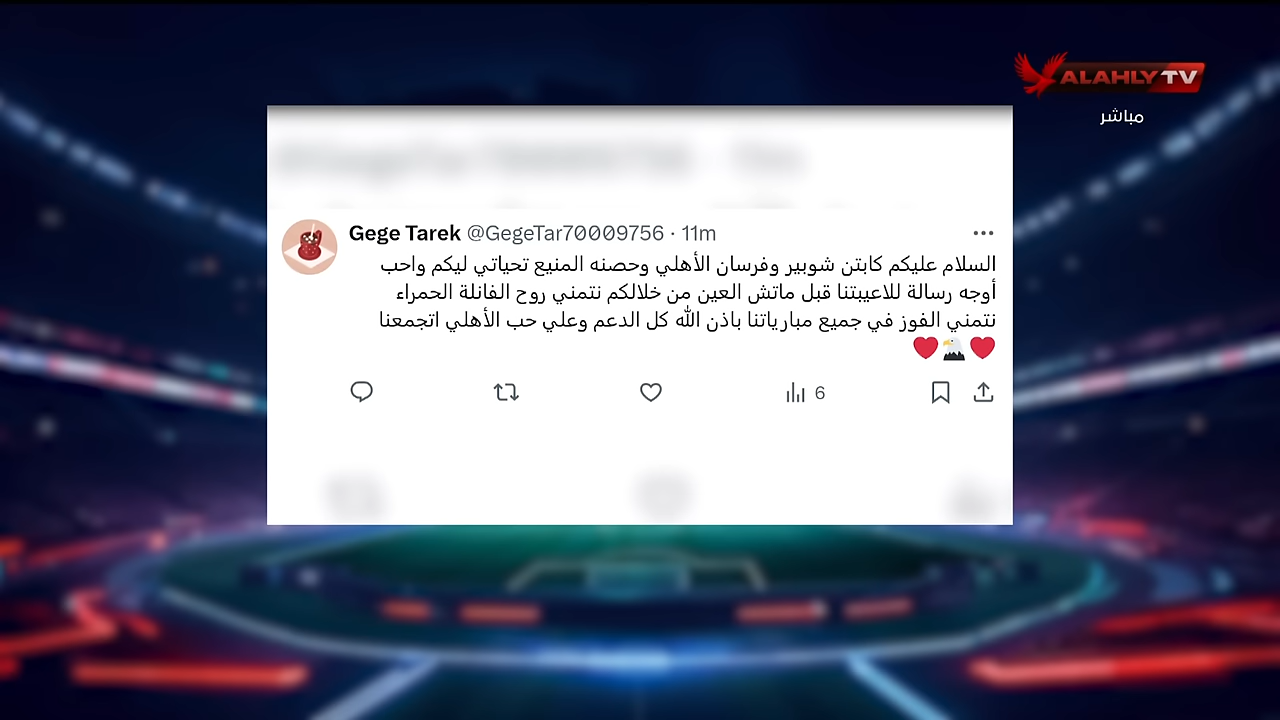 ALAHLY TV
مباشر
Gege Tarek @GegeTar70009756 · 11m
السلام عليكم كابتن شوبير وفرسان الأهلي وحصنه المنيع تحياتي ليكم واحب
أوجه رسالة للاعيبتنا قبل ماتش العين من خلالكم نتمني روح الفانلة الحمراء
نتمني الفوز في جميع مبارياتنا باذن الله كل الدعم وعلي حب الأهلي اتجمعنا
❤️🦅❤️
6